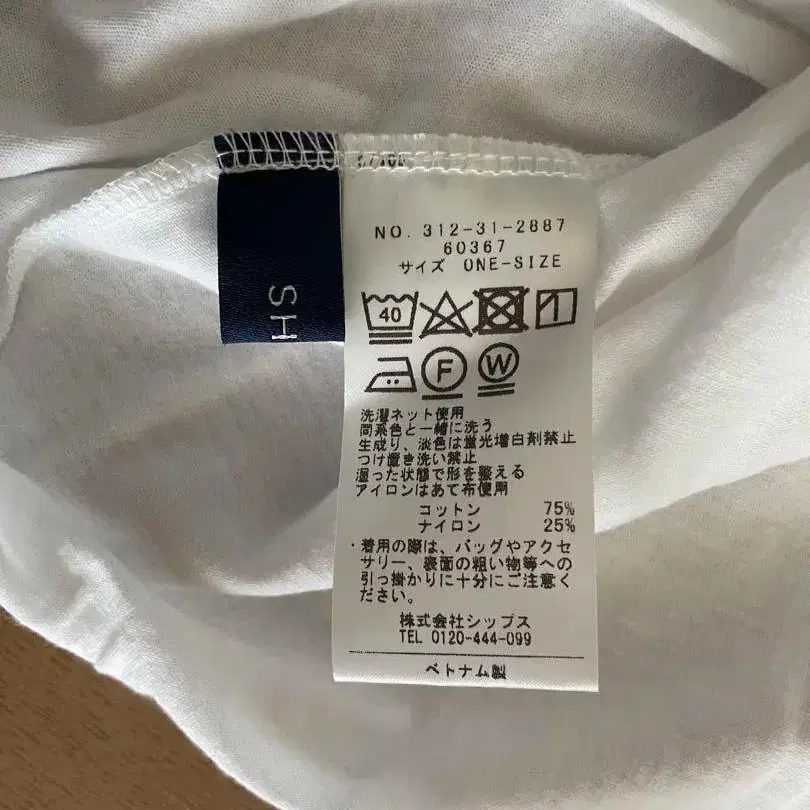 NO. 312-31-2887
60367
サイズ ONE-SIZE
SH
40
F
W
洗濯ネット使用
同系色と一緒に洗う
生成り、淡色は蛍光増白剤禁止
つけ置き洗い禁止
湿った状態で形を整える
アイロンはあて布使用
コットン 75%
ナイロン 25%
・着用の際は、バッグやアクセ
サリー、表面の粗い物等への
引っ掛かりに十分にご注意く
ださい。
株式会社シップス
TEL 0120-444-099
ベトナム製